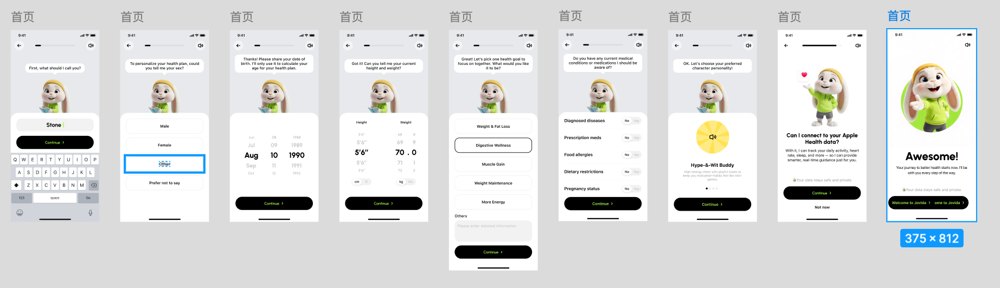 首页
9:41
First, what should I call you?
Stone
Continue
Q W E R T Y U I O P
A S D F G H J K L
Z X C V B N M
123
space
Go
首页
9:41
To personalize your health plan, could
you tell me your sex?
Male
Female
Other
Prefer not to say
首页
9:41
Thanks! Please share your date of
birth. I'll only use it to calculate your
age for your health plan.
Jun 08 1988
Jul 09 1989
Aug 10 1990
Sep 11 1991
Oct 12 1992
Continue
首页
9:41
Got it! Can you tell me your current
height and weight?
Height Weight
5'6" 68 8
5'6" 69 9
5'6" 70 . 0
5'6" 71 1
5'6" 72 2
cm ft kg lbs
Continue
首页
9:41
Great! Let's pick one health goal to
focus on together. What would you like
it to be?
Weight & Fat Loss
Digestive Wellness
Muscle Gain
Weight Maintenance
More Energy
Others
Please enter detailed information
Continue
首页
9:41
Do you have any current medical
conditions or medications I should be
aware of?
Diagnosed diseases No Yes
Prescription meds No Yes
Food allergies No Yes
Dietary restrictions No Yes
Pregnancy status No Yes
Continue
首页
9:41
OK. Let's choose your preferred
character personality!
Hype-&-Wit Buddy
High-energy cheer with playful roasts to
keep you motivated—habits feel like mini-
games.
Continue
首页
9:41
Can I connect to your Apple
Health data?
With it, I can track your daily activity, heart
rate, sleep, and more — so I can provide
smarter, real-time guidance just for you.
Your data stays safe and private
Continue
Not now
首页
9:41
Awesome!
Your journey to better health starts now. I'll be
with you every step of the way.
Your data stays safe and private
Welcome to Jovida ome to Jovida
375 × 812